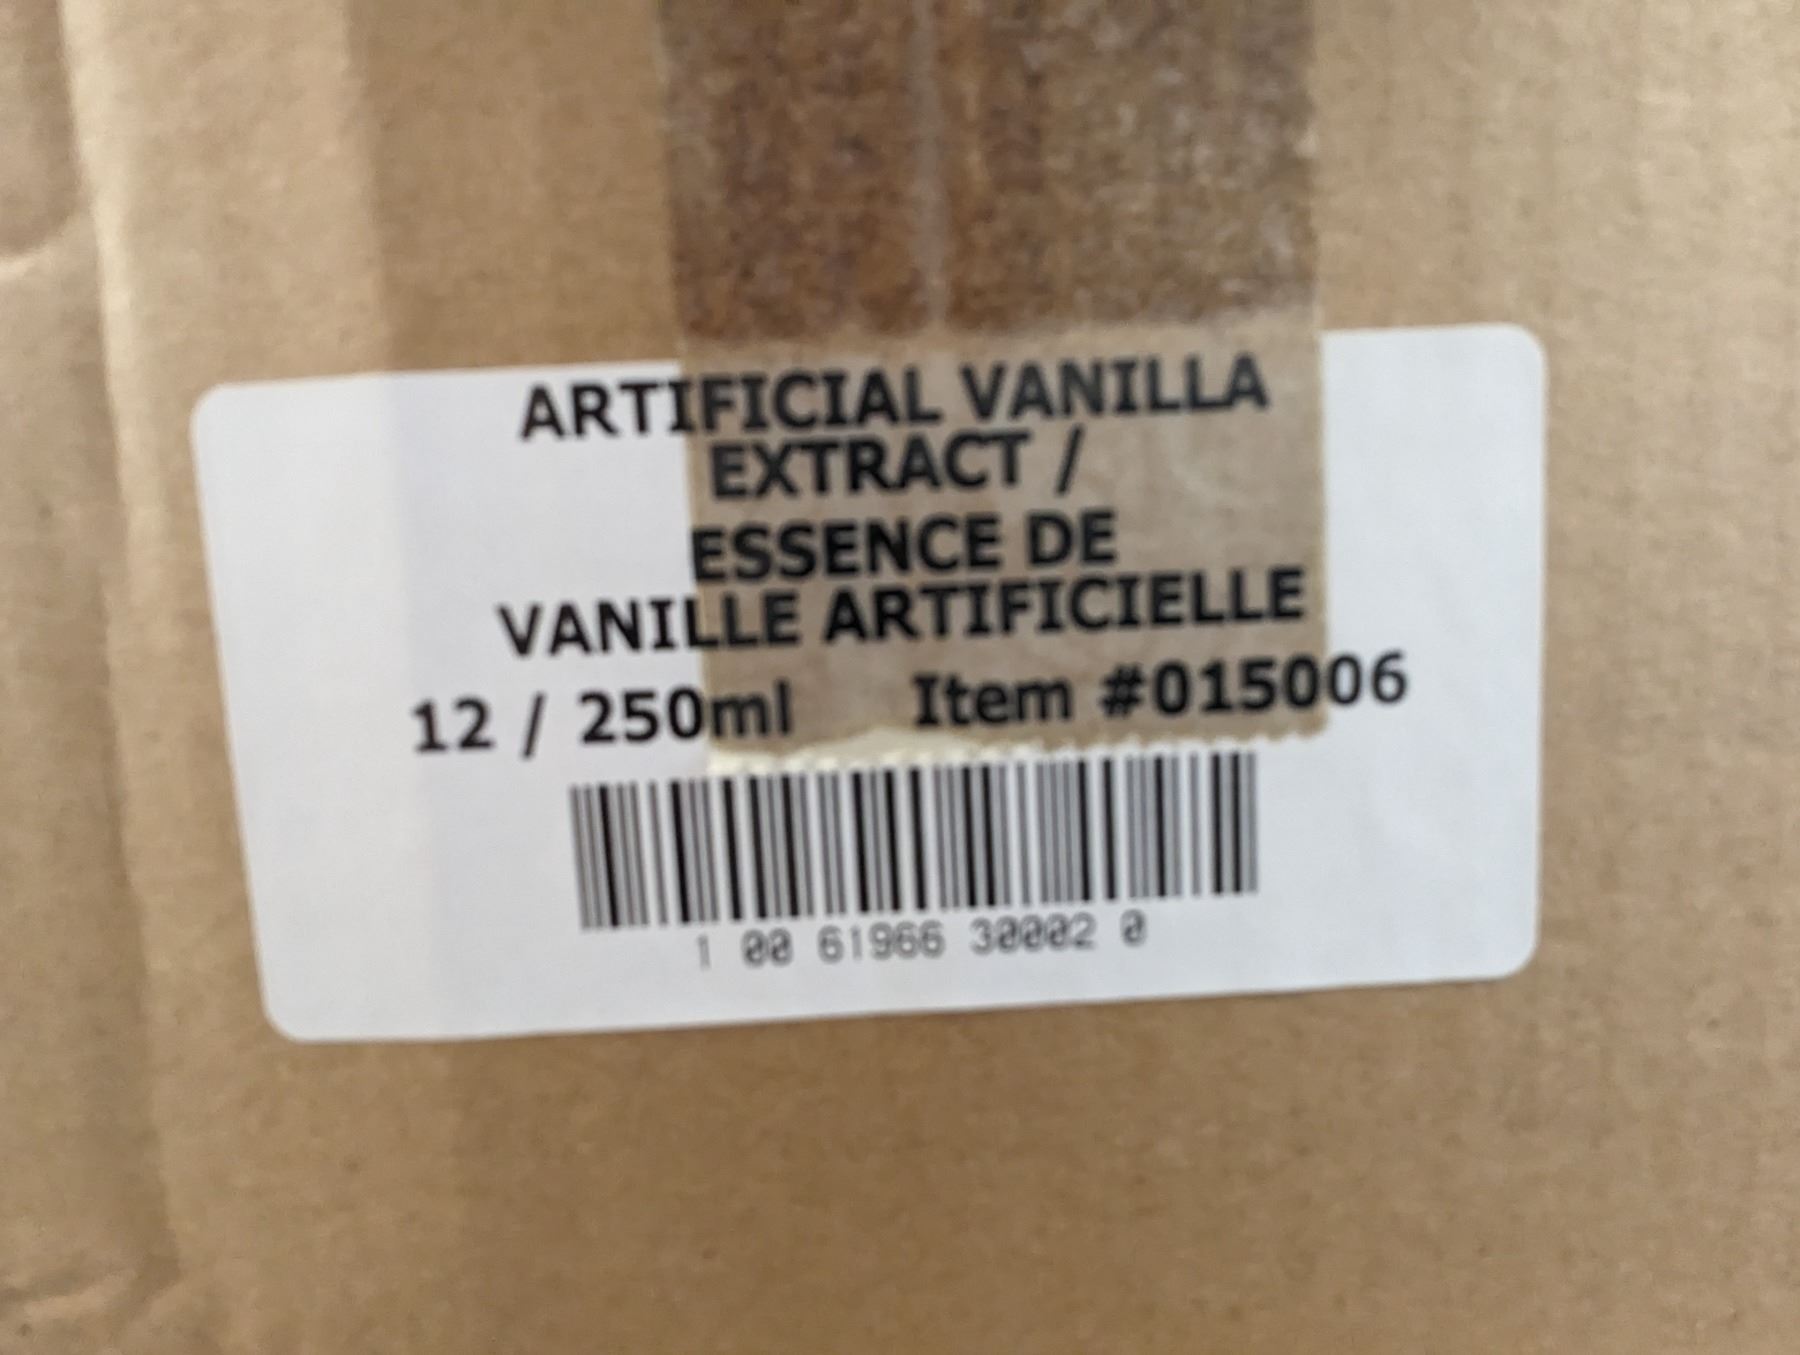 ARTIFICIAL VANILLA
EXTRACT /
ESSENCE DE
VANILLE ARTIFICIELLE
12 / 250ml Item #015006
1 00 61966 30002 0